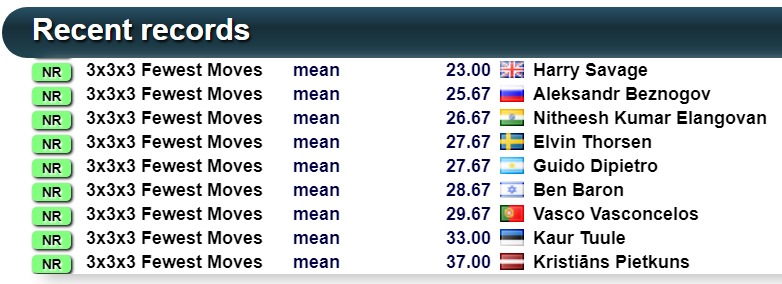 Recent records
NR 3x3x3 Fewest Moves mean 23.00 Harry Savage
NR 3x3x3 Fewest Moves mean 25.67 Aleksandr Beznogov
NR 3x3x3 Fewest Moves mean 26.67 Nitheesh Kumar Elangovan
NR 3x3x3 Fewest Moves mean 27.67 Elvin Thorsen
NR 3x3x3 Fewest Moves mean 27.67 Guido Dipietro
NR 3x3x3 Fewest Moves mean 28.67 Ben Baron
NR 3x3x3 Fewest Moves mean 29.67 Vasco Vasconcelos
NR 3x3x3 Fewest Moves mean 33.00 Kaur Tuule
NR 3x3x3 Fewest Moves mean 37.00 Kristiāns Pietkuns